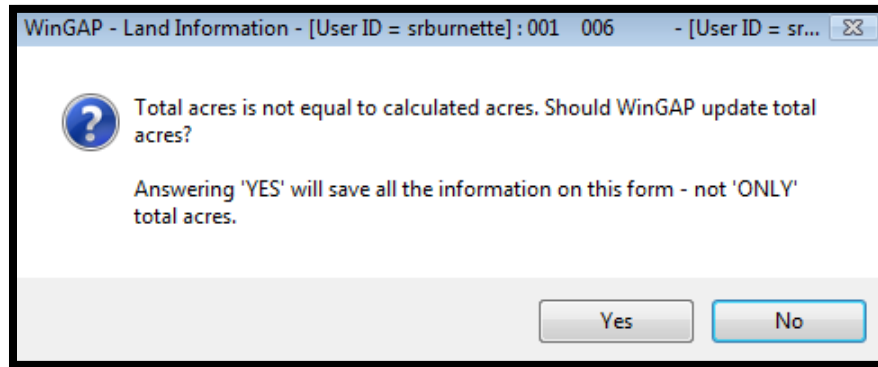 WinGAP - Land Information - [User ID = srburnette] : 001 006 - [User ID = sr...
Total acres is not equal to calculated acres. Should WinGAP update total
acres?
Answering 'YES' will save all the information on this form - not 'ONLY'
total acres.
Yes No